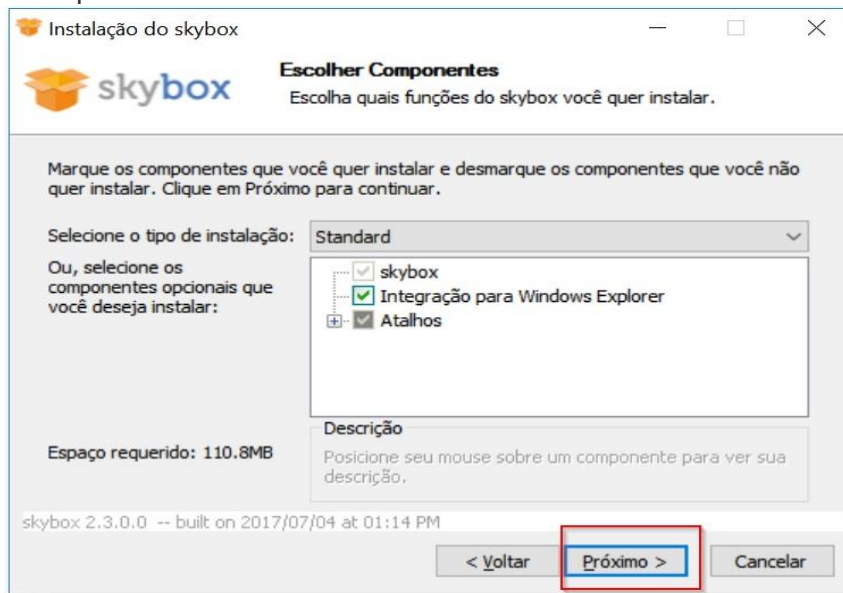 Instalação do skybox
skybox
Escolher Componentes
Escolha quais funções do skybox você quer instalar.
Marque os componentes que você quer instalar e desmarque os componentes que você não
quer instalar. Clique em Próximo para continuar.
Selecione o tipo de instalação:
Standard
Ou, selecione os
componentes opcionais que
você deseja instalar:
skybox
Integração para Windows Explorer
Atalhos
Espaço requerido: 110.8MB
Descrição
Posicione seu mouse sobre um componente para ver sua
descrição.
skybox 2.3.0.0 -- built on 2017/07/04 at 01:14 PM
< Voltar
Próximo >
Cancelar